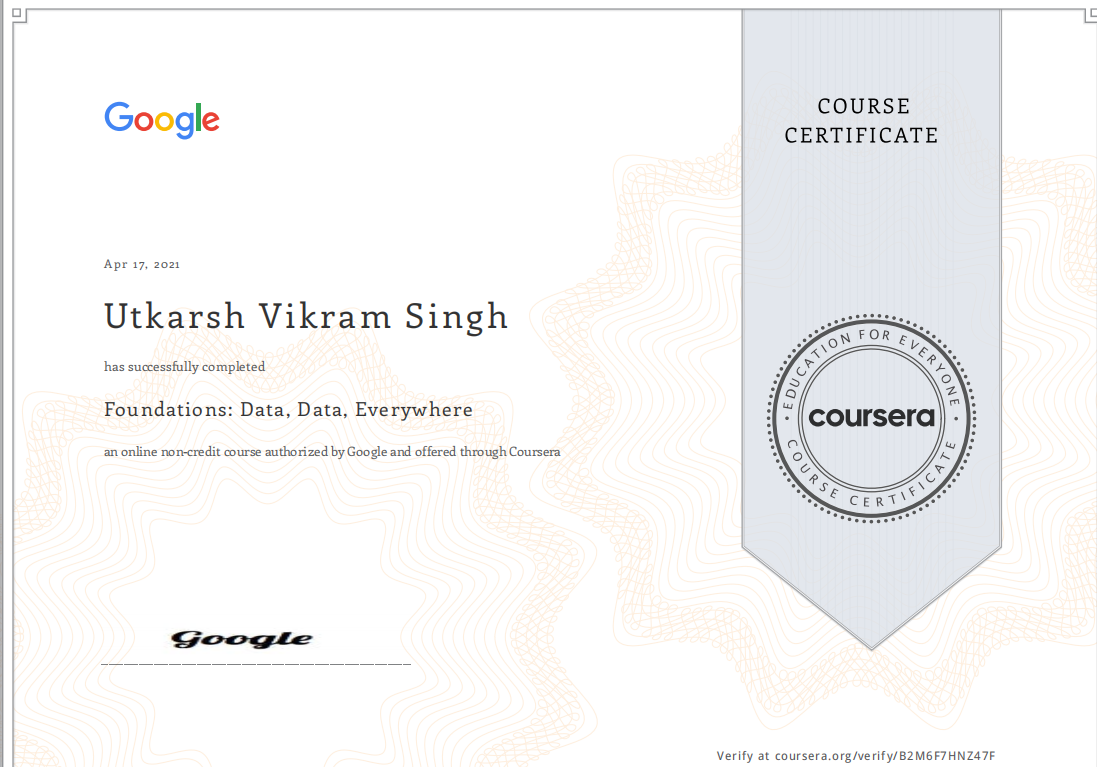 Google
COURSE
CERTIFICATE
Apr 17, 2021
Utkarsh Vikram Singh
has successfully completed
Foundations: Data, Data, Everywhere
an online non-credit course authorized by Google and offered through Coursera
EDUCATION FOR EVERYONE
coursera
COURSE CERTIFICATE
Google
Verify at coursera.org/verify/B2M6F7HNZ47F